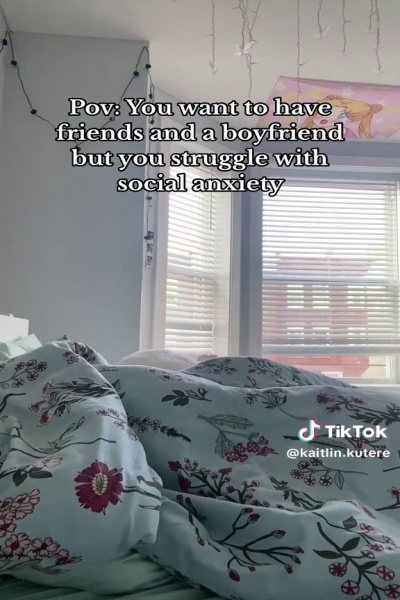 Pov: You want to have
friends and a boyfriend
but you struggle with
social anxiety
TikTok
@kaitlin.kutere